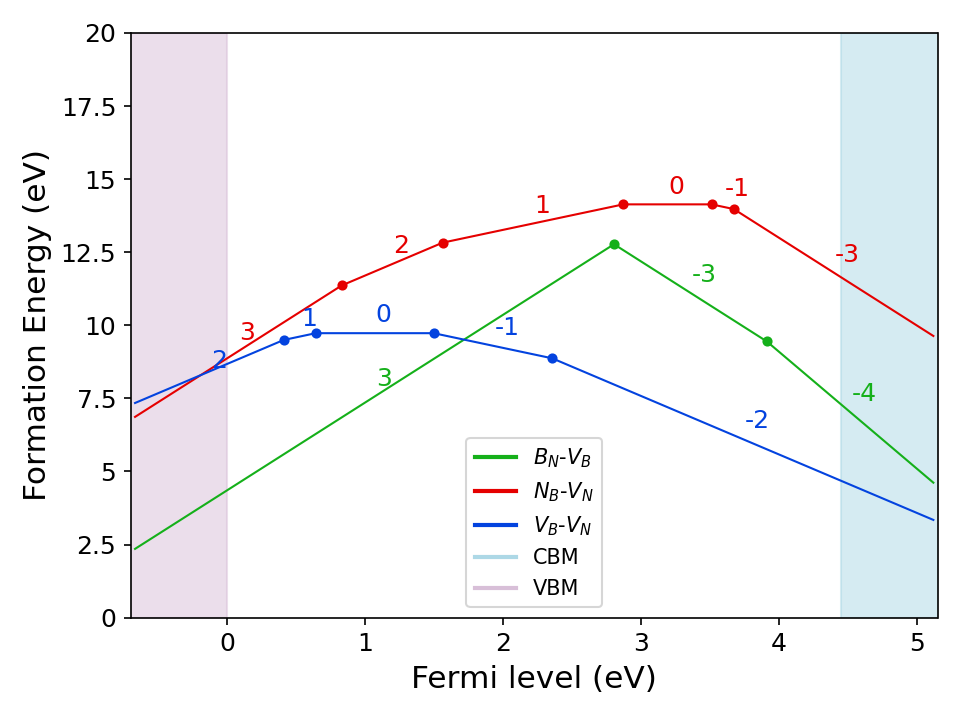 20
17.5
15
12.5
10
7.5
5
2.5
0
Formation Energy (eV)
0
-1
1
2
-3
3
-3
1
0
-1
2
3
-4
-2
B_N-V_B
N_B-V_N
V_B-V_N
CBM
VBM
0 1 2 3 4 5
Fermi level (eV)